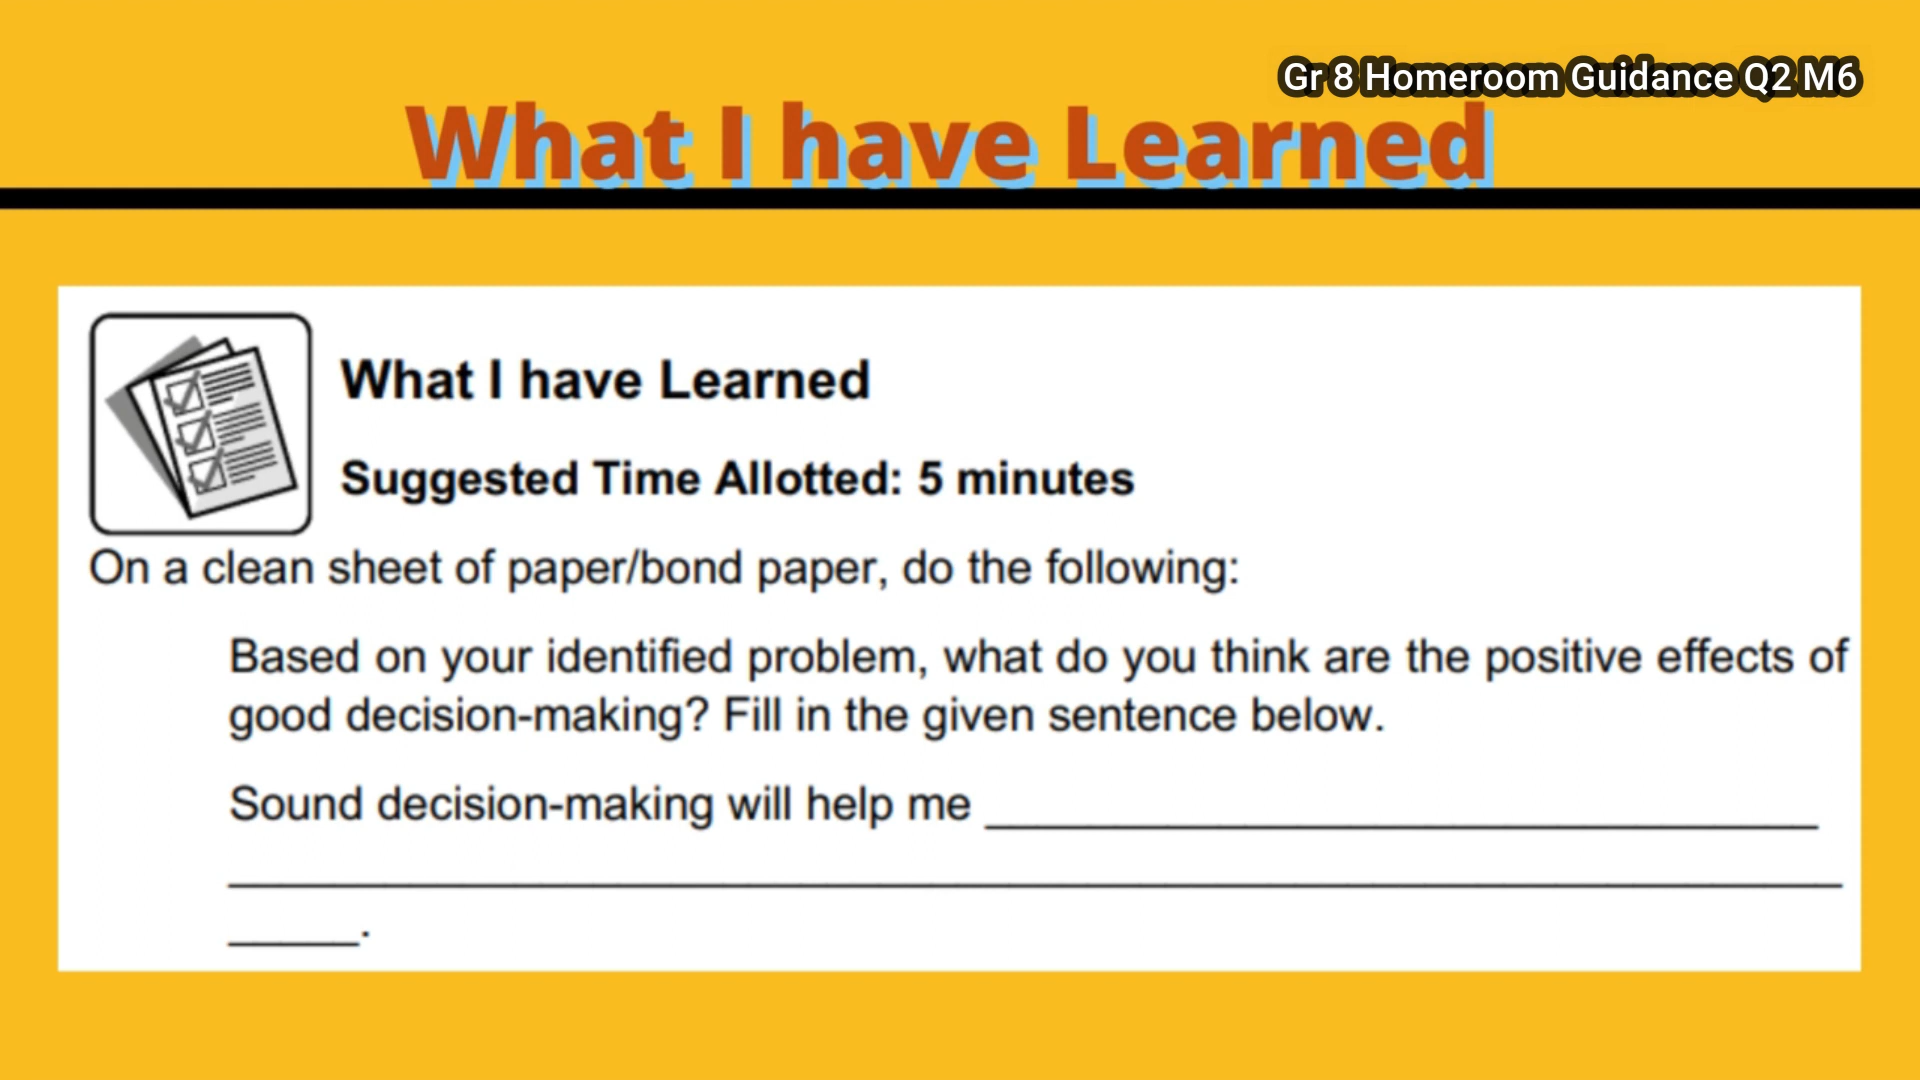 Gr 8 Homeroom Guidance Q2 M6
What I have Learned
What I have Learned
Suggested Time Allotted: 5 minutes
On a clean sheet of paper/bond paper, do the following:
Based on your identified problem, what do you think are the positive effects of
good decision-making? Fill in the given sentence below.
Sound decision-making will help me ________________________________
______________________________________________________________
_____.